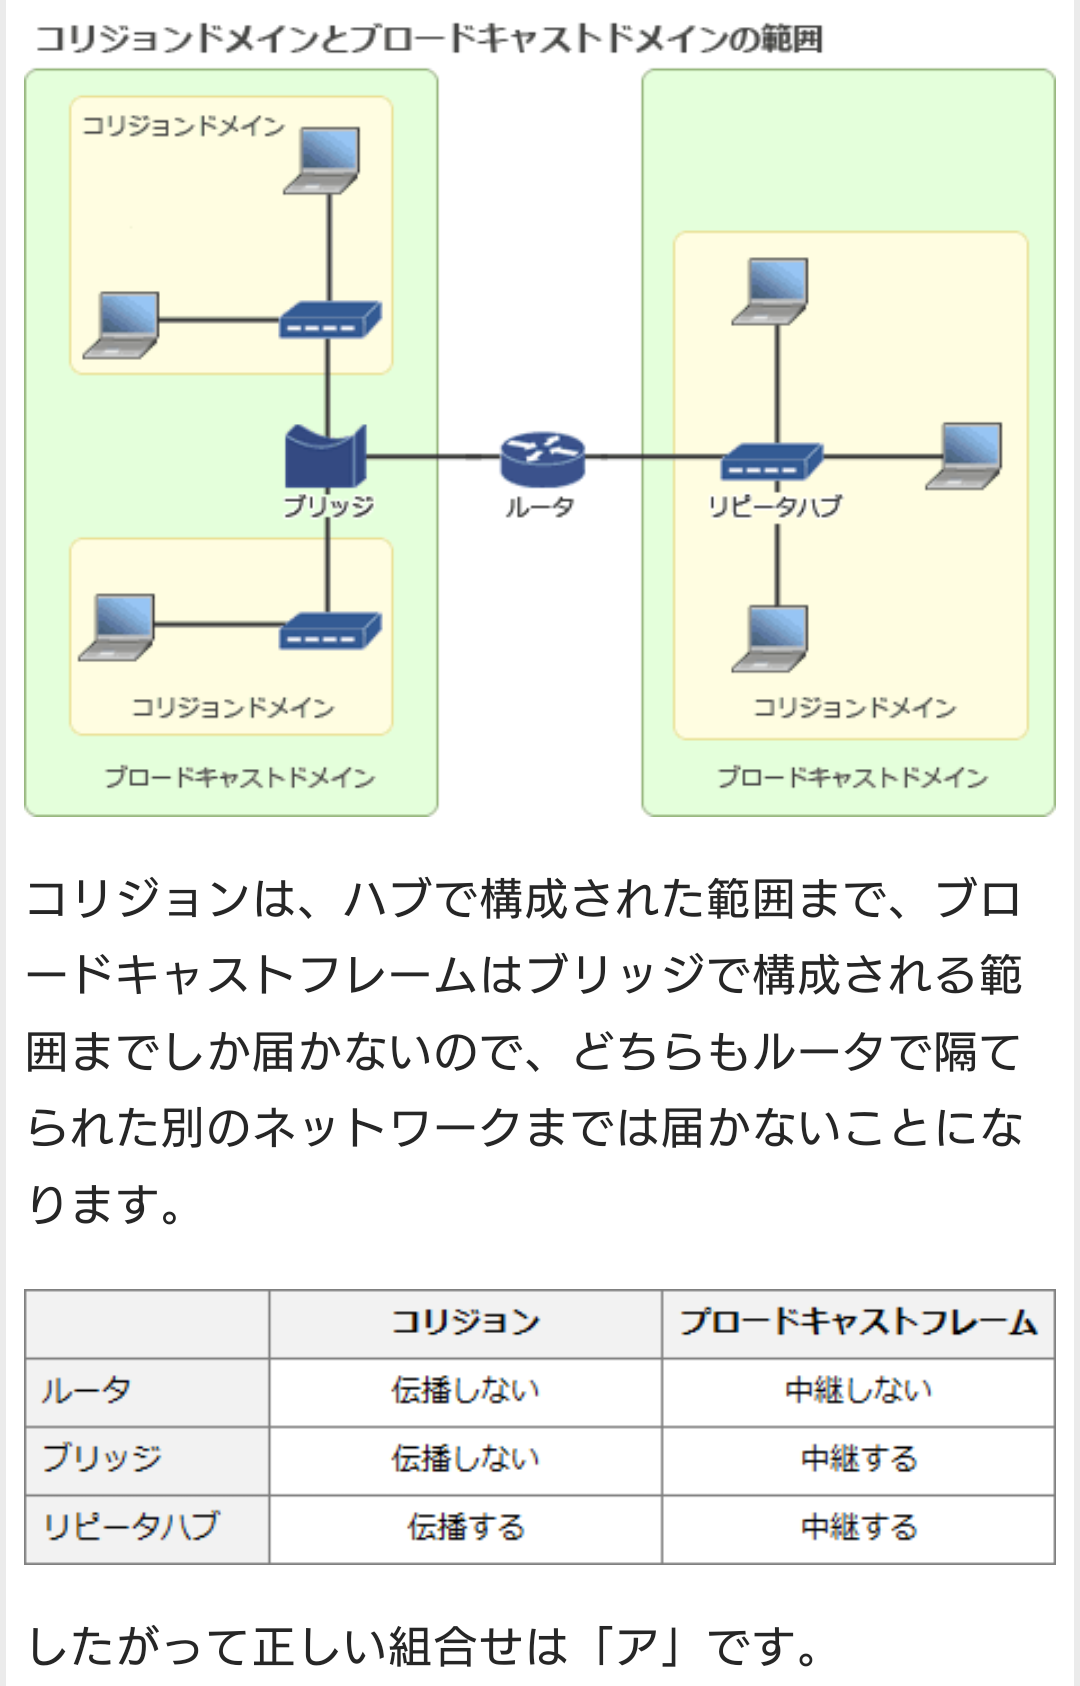 コリジョンドメインとブロードキャストドメインの範囲
コリジョンドメイン
ブリッジ
ルータ
リピータハブ
コリジョンドメイン
コリジョンドメイン
ブロードキャストドメイン
ブロードキャストドメイン
コリジョンは、ハブで構成された範囲まで、ブロ
ードキャストフレームはブリッジで構成される範
囲までしか届かないので、どちらもルータで隔て
られた別のネットワークまでは届かないことにな
ります。
コリジョン ブロードキャストフレーム
ルータ 伝播しない 中継しない
ブリッジ 伝播しない 中継する
リピータハブ 伝播する 中継する
したがって正しい組合せは「ア」です。